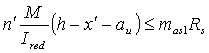 n′ M/I_red (h − x′ − a_u) ≤ m_as1 R_s